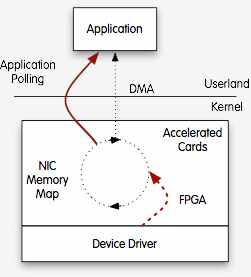 Application
Application
Polling
DMA
Userland
Kernel
Accelerated
Cards
NIC
Memory
Map
FPGA
Device Driver